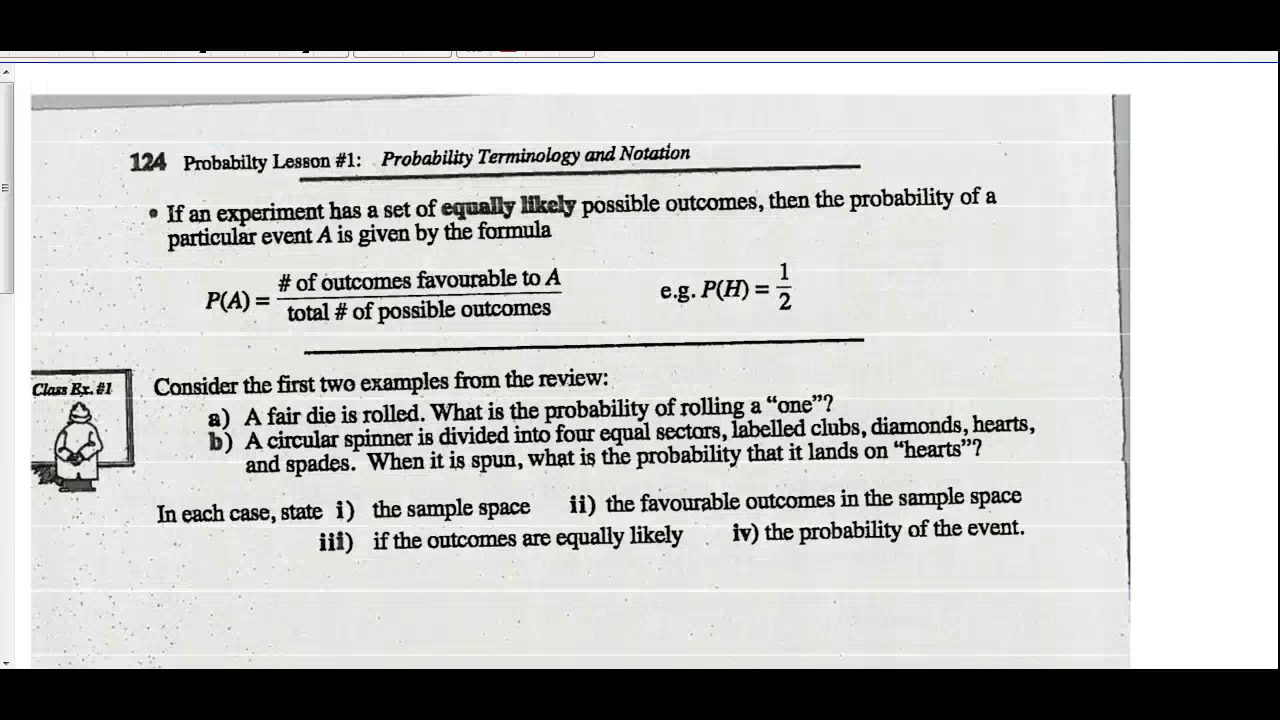 124 Probabilty Lesson #1: Probability Terminology and Notation
• If an experiment has a set of equally likely possible outcomes, then the probability of a
particular event A is given by the formula
P(A) = # of outcomes favourable to A / total # of possible outcomes e.g. P(H) = 1/2
Class Ex. #1
Consider the first two examples from the review:
a) A fair die is rolled. What is the probability of rolling a “one”?
b) A circular spinner is divided into four equal sectors, labelled clubs, diamonds, hearts,
and spades. When it is spun, what is the probability that it lands on “hearts”?
In each case, state i) the sample space ii) the favourable outcomes in the sample space
iii) if the outcomes are equally likely iv) the probability of the event.